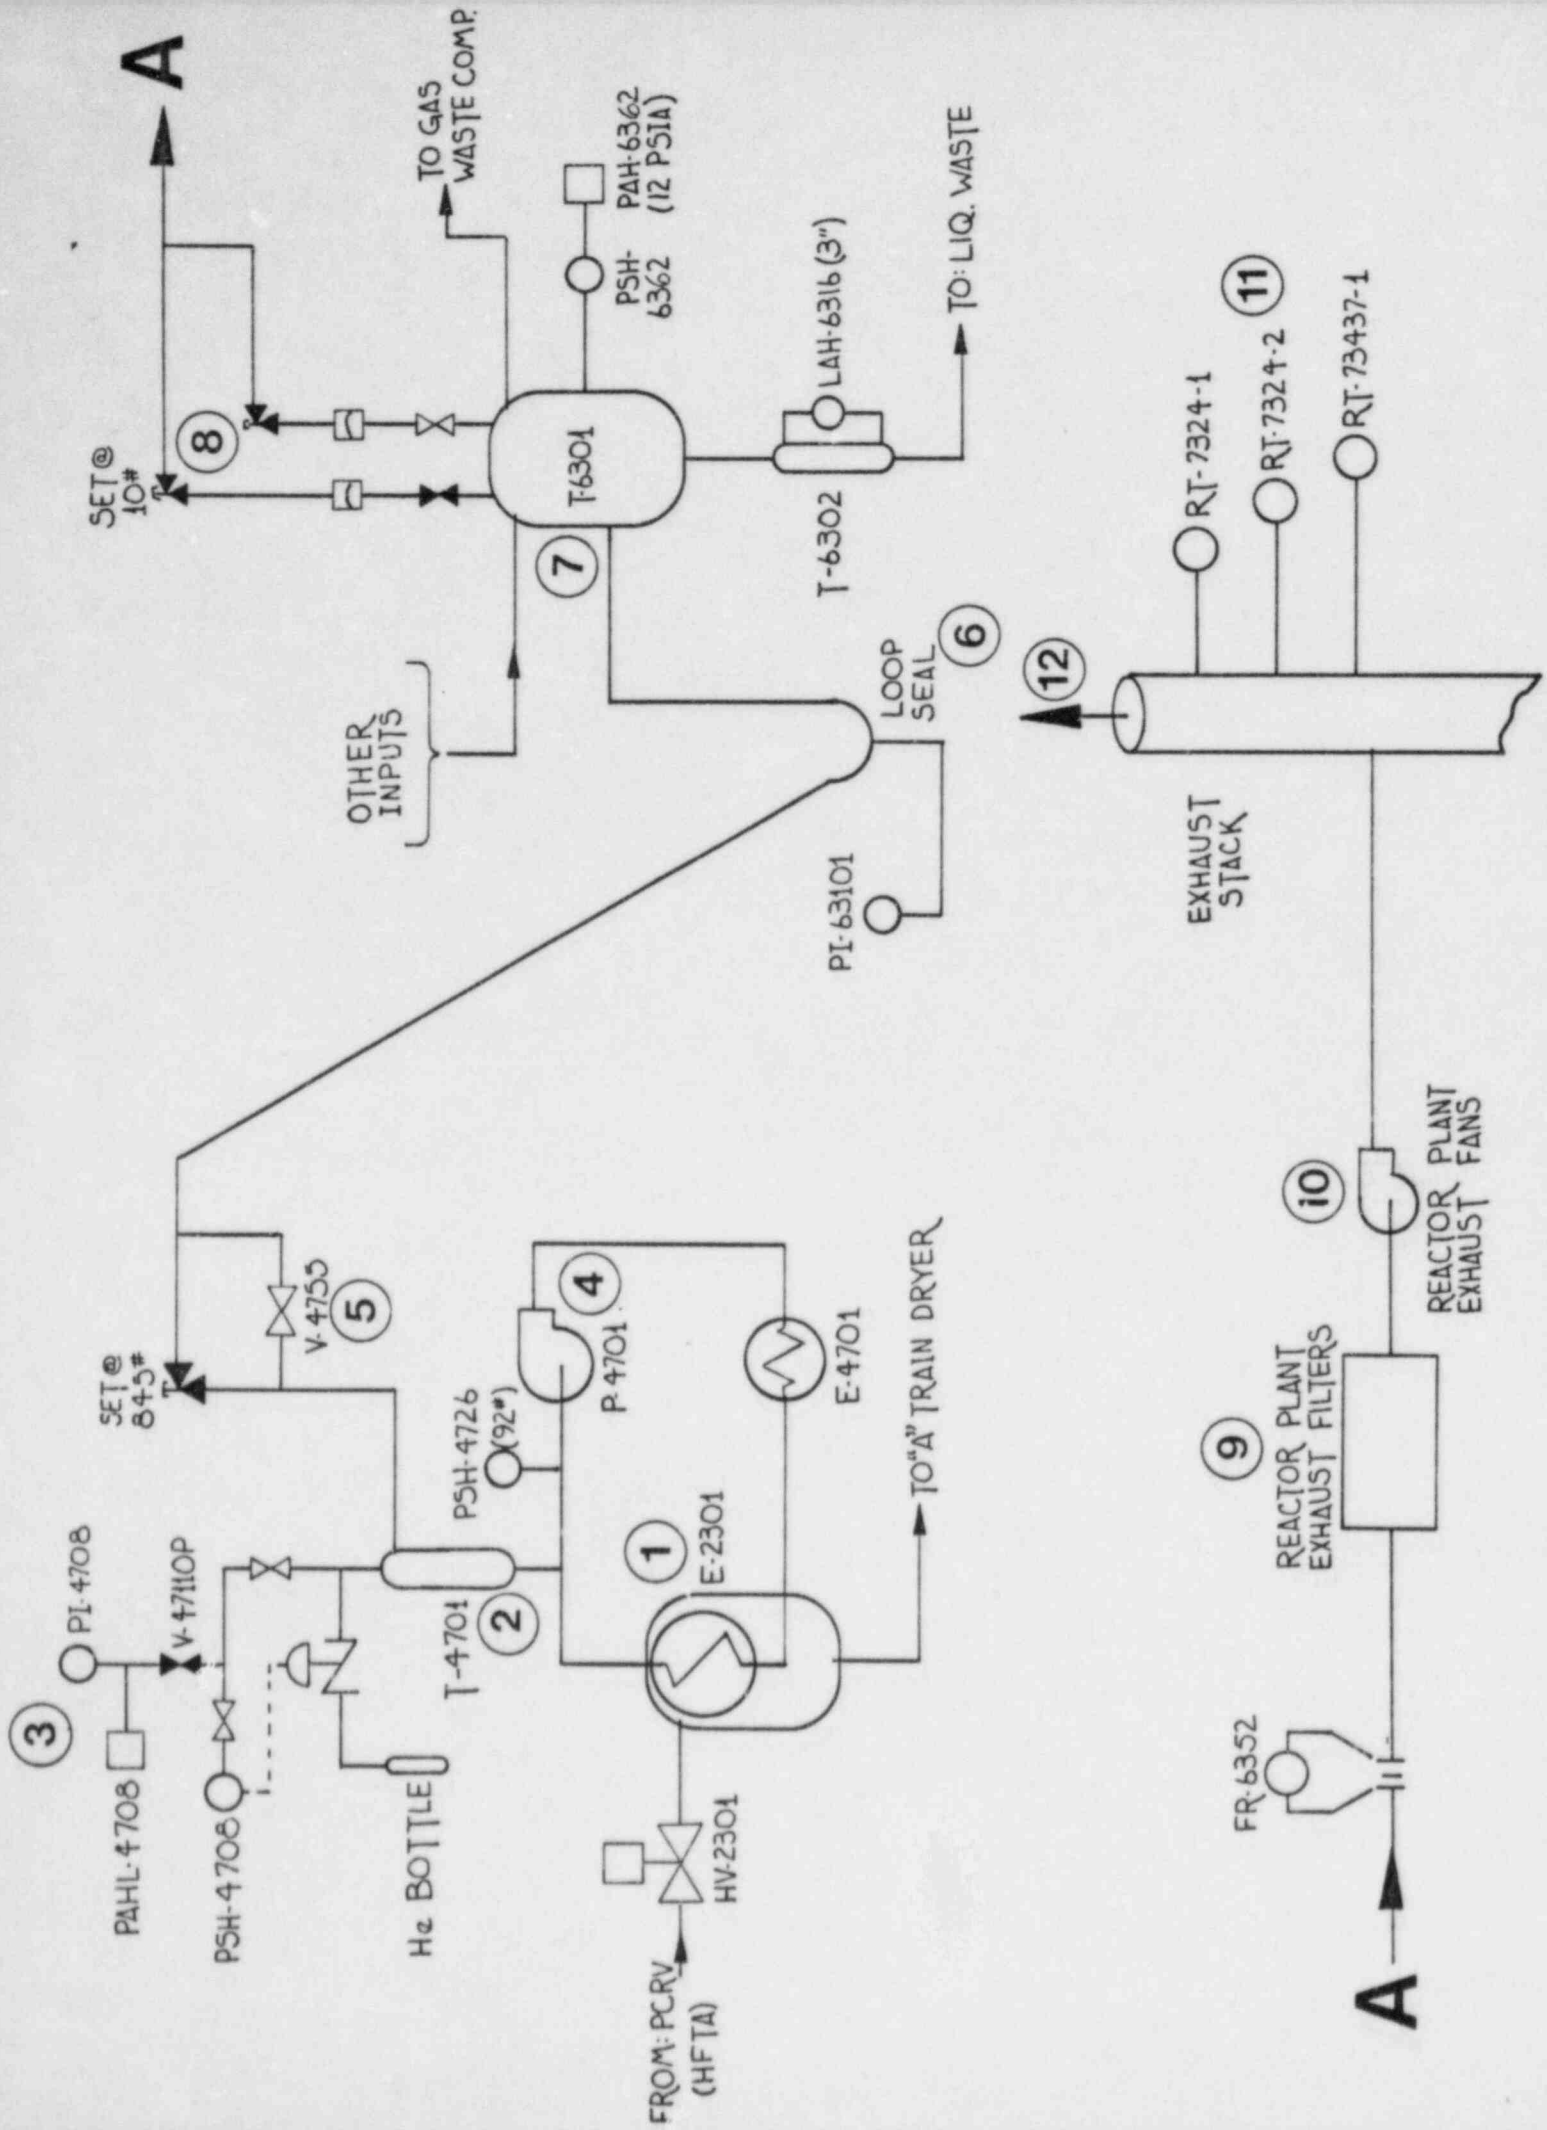 3
PI-4708
PAHL-4708
V-47110P
PSH-4708
He BOTTLE
T-4701
2
SET @
845#
V-4755
5
PSH-4726
(92#)
P-4701
4
1
E-2301
E-4701
FROM: PCRV
(HFTA)
HV-2301
TO "A" TRAIN DRYER
OTHER
INPUTS
PI-63101
LOOP
SEAL
6
7
T-6301
SET @
10#
8
A
TO GAS
WASTE COMP.
PSH-
6362
PAH-6362
(12 PSIA)
T-6302
LAH-6316 (3")
TO: LIQ. WASTE
A
FR-6352
9
REACTOR PLANT
EXHAUST FILTERS
10
REACTOR PLANT
EXHAUST FANS
EXHAUST
STACK
12
RT-7324-1
RT-7324-2
11
RT-73437-1